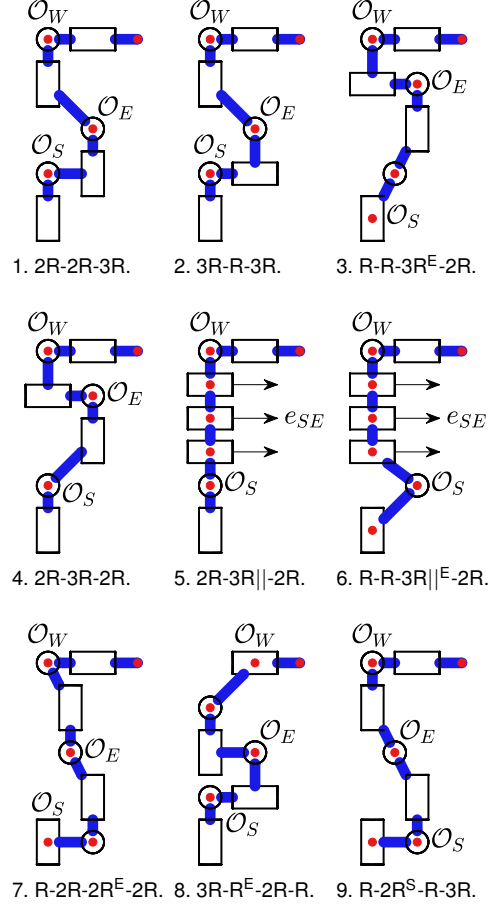 𝒪_W 𝒪_W 𝒪_W
𝒪_E 𝒪_E 𝒪_E
𝒪_S 𝒪_S 𝒪_S
1. 2R-2R-3R. 2. 3R-R-3R. 3. R-R-3R^E-2R.
𝒪_W 𝒪_W 𝒪_W
𝒪_E e_SE e_SE
𝒪_S 𝒪_S 𝒪_S
4. 2R-3R-2R. 5. 2R-3R||-2R. 6. R-R-3R||^E-2R.
𝒪_W 𝒪_W 𝒪_W
𝒪_E 𝒪_E 𝒪_E
𝒪_S 𝒪_S 𝒪_S
7. R-2R-2R^E-2R. 8. 3R-R^E-2R-R. 9. R-2R^S-R-3R.